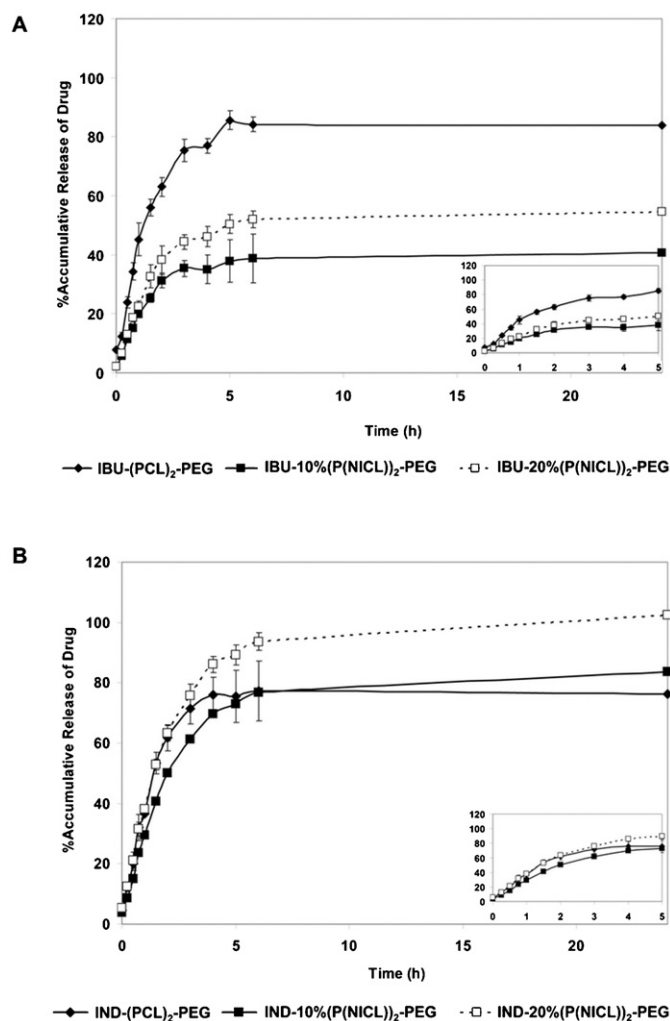 A
120
100
80
60
40
20
0
%Accumulative Release of Drug
0 5 10 15 20
Time (h)
120
100
80
60
40
20
0
0 1 2 3 4 5
IBU-(PCL)₂-PEG IBU-10%(P(NICL))₂-PEG IBU-20%(P(NICL))₂-PEG
B
120
100
80
60
40
20
0
%Accumulative Release of Drug
0 5 10 15 20
Time (h)
120
100
80
60
40
20
0
0 1 2 3 4 5
IND-(PCL)₂-PEG IND-10%(P(NICL))₂-PEG IND-20%(P(NICL))₂-PEG